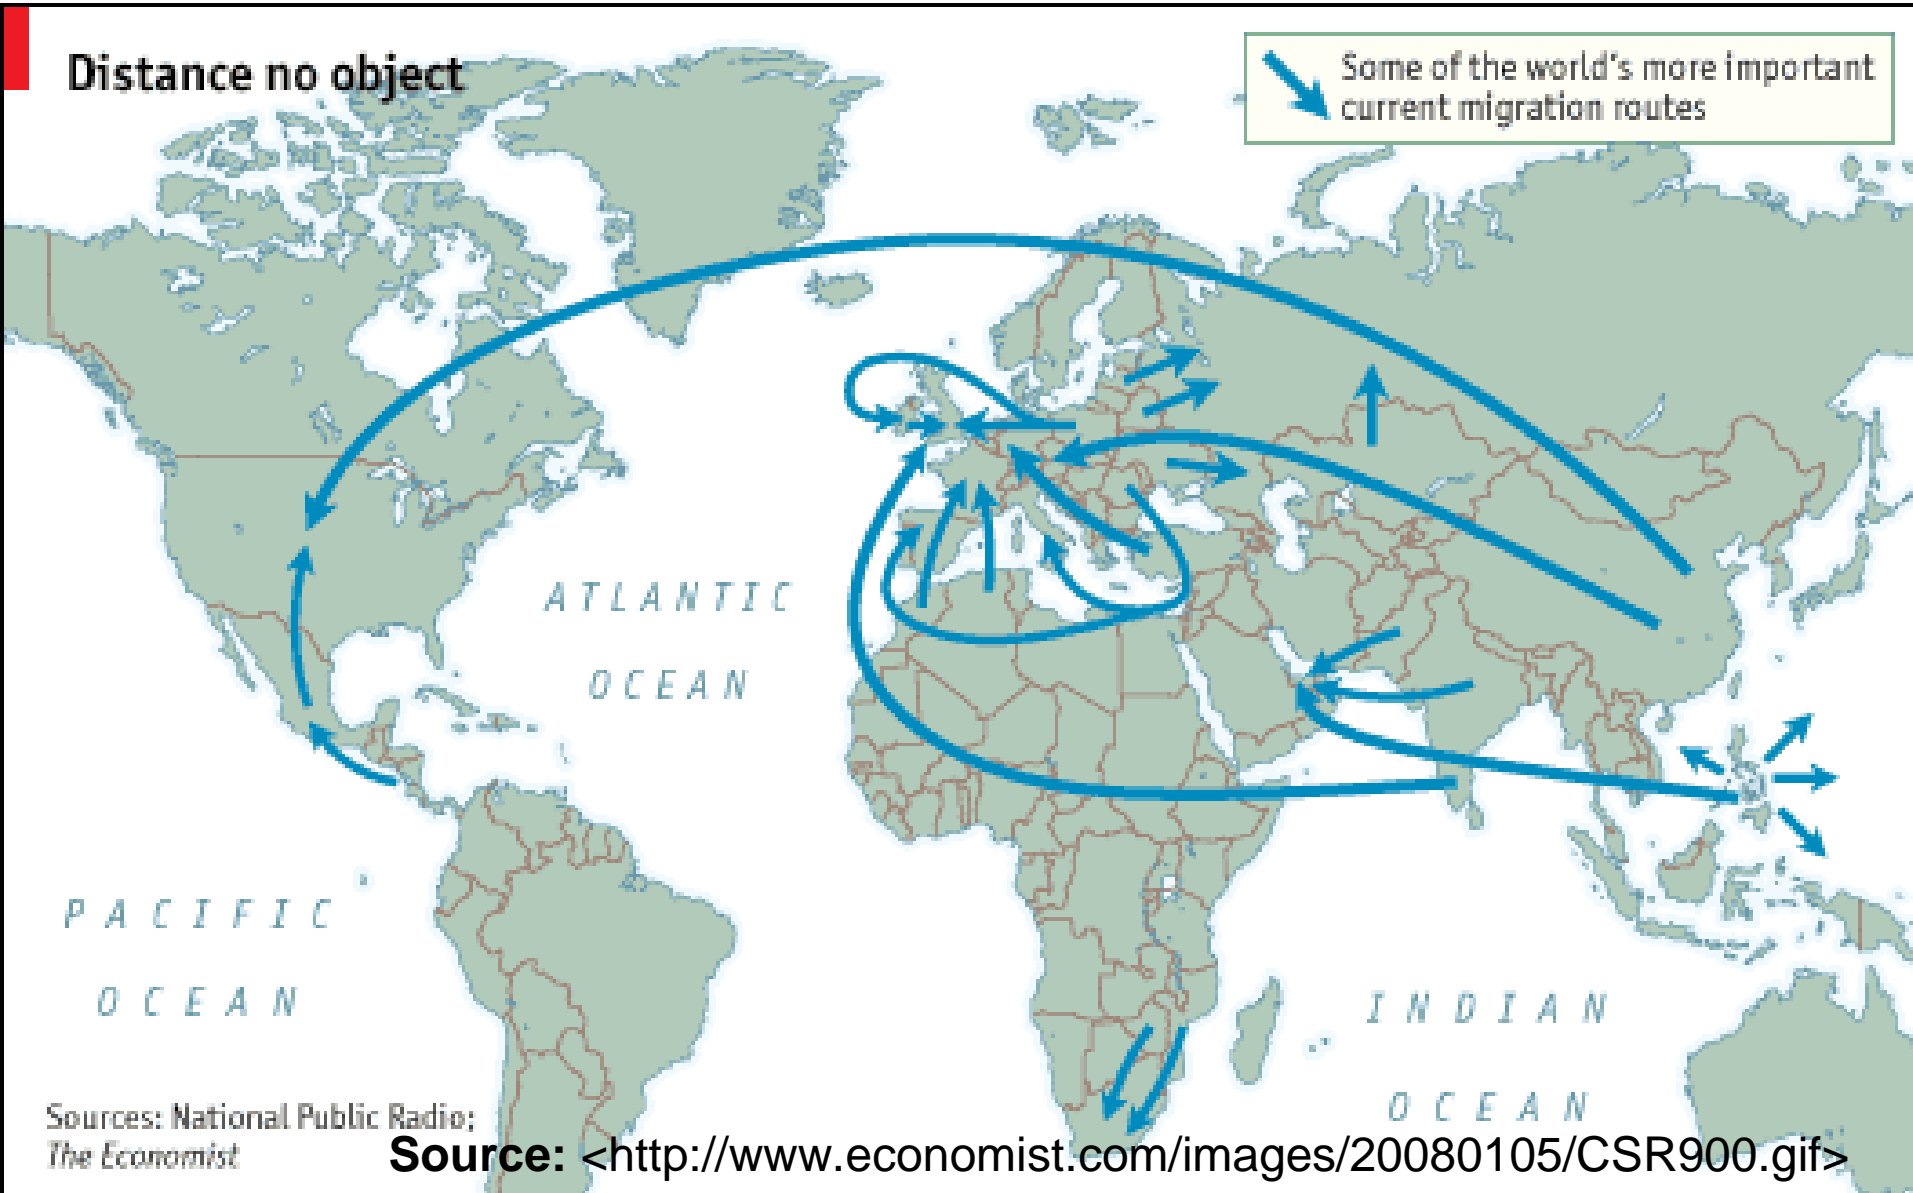 Distance no object
Some of the world's more important
current migration routes
ATLANTIC
OCEAN
PACIFIC
OCEAN
INDIAN
OCEAN
Sources: National Public Radio;
The Economist
Source: <http://www.economist.com/images/20080105/CSR900.gif>